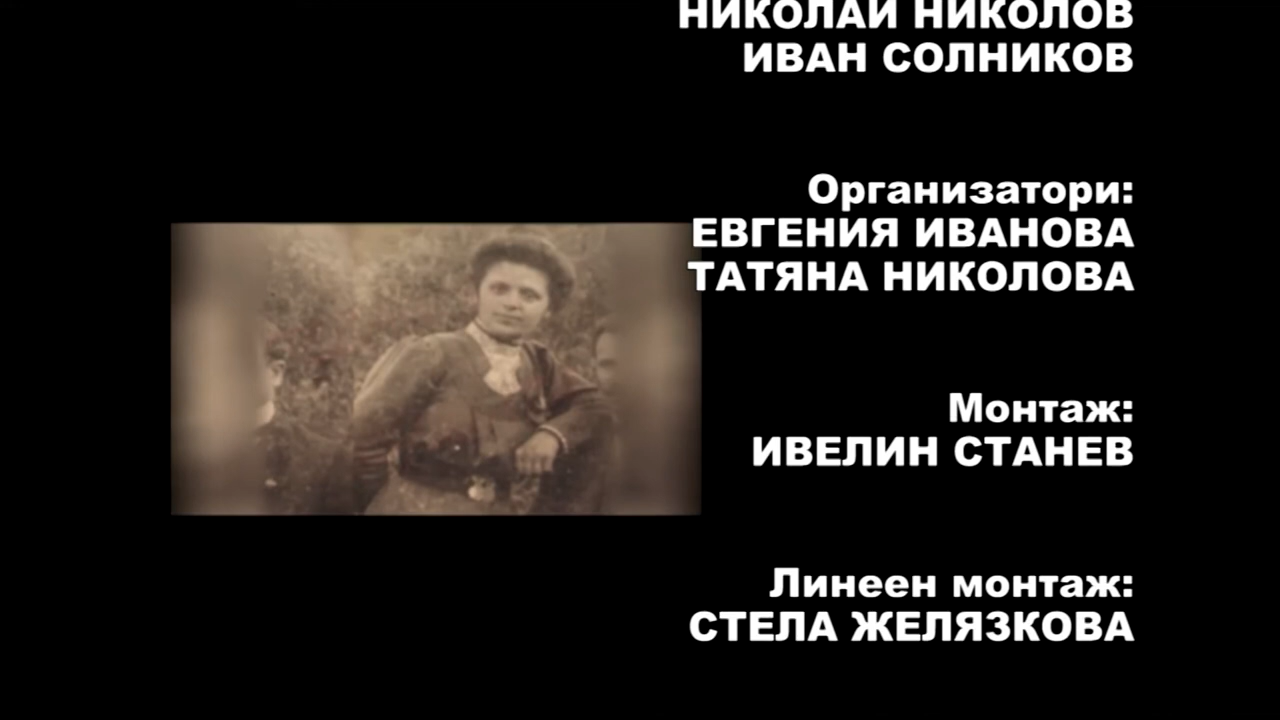 НИКОЛАЙ НИКОЛОВ
ИВАН СОЛНИКОВ
Организатори:
ЕВГЕНИЯ ИВАНОВА
ТАТЯНА НИКОЛОВА
Монтаж:
ИВЕЛИН СТАНЕВ
Линеен монтаж:
СТЕЛА ЖЕЛЯЗКОВА